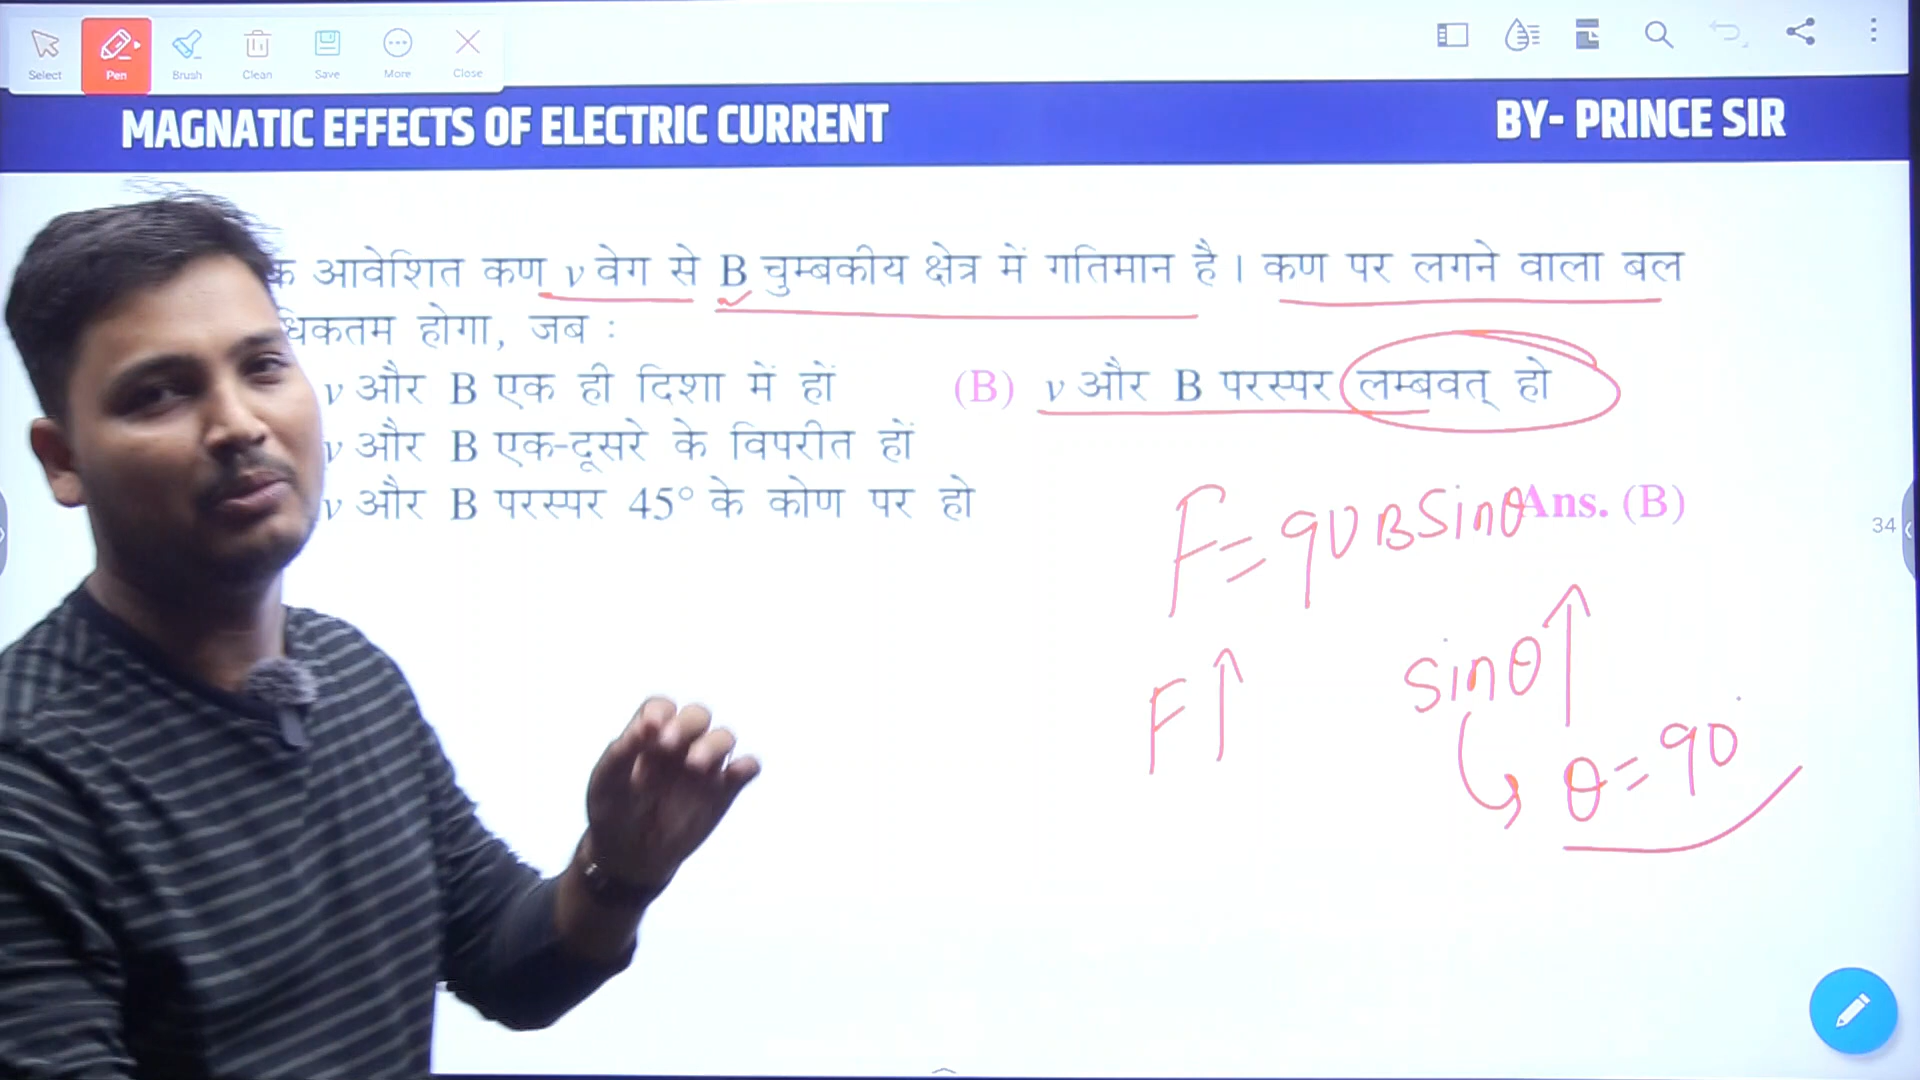 Select Pen Brush Clean Save More Close
MAGNATIC EFFECTS OF ELECTRIC CURRENT
BY- PRINCE SIR
आवेशित कण v वेग से B चुम्बकीय क्षेत्र में गतिमान है। कण पर लगने वाला बल
होगा, जब :
v और B एक ही दिशा में हों
(B) v और B परस्पर लम्बवत् हो
v और B एक-दूसरे के विपरीत हों
v और B परस्पर 45° के कोण पर हो
Ans. (B)
34
F = qvB sinθ
F↑
sinθ↑
θ = 90°